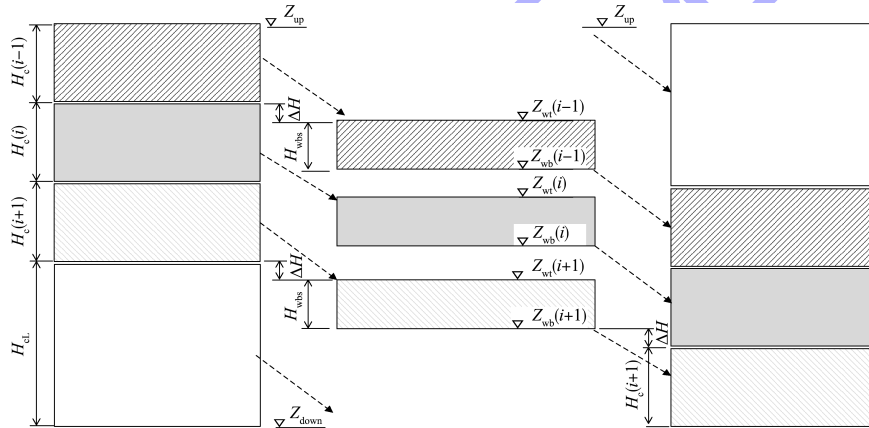 Z_up
H_c(i−1)
ΔH
H_wbs
Z_wt(i−1)
Z_wb(i−1)
H_c(i)
Z_wt(i)
Z_wb(i)
H_c(i+1)
ΔH
H_wbs
Z_wt(i+1)
Z_wb(i+1)
H_cL
Z_down
Z_up
ΔH
H_c(i+1)